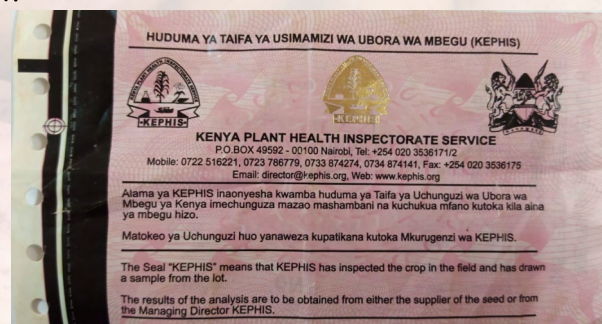 HUDUMA YA TAIFA YA USIMAMIZI WA UBORA WA MBEGU (KEPHIS)
KEPHIS
KEPHIS
KENYA PLANT HEALTH INSPECTORATE SERVICE
P.O.BOX 49592 - 00100 Nairobi, Tel: +254 020 3536171/2
Mobile: 0722 516221, 0723 786779, 0733 874274, 0734 874141, Fax: +254 020 3536175
Email: director@kephis.org, Web: www.kephis.org
Alama ya KEPHIS inaonyesha kwamba huduma ya Taifa ya Uchunguzi wa Ubora wa
Mbegu ya Kenya imechunguza mazao mashambani na kuchukua mfano kutoka kila aina
ya mbegu hizo.
Matokeo ya Uchunguzi huo yanaweza kupatikana kutoka Mkurugenzi wa KEPHIS.
The Seal "KEPHIS" means that KEPHIS has inspected the crop in the field and has drawn
a sample from the lot.
The results of the analysis are to be obtained from either the supplier of the seed or from
the Managing Director KEPHIS.